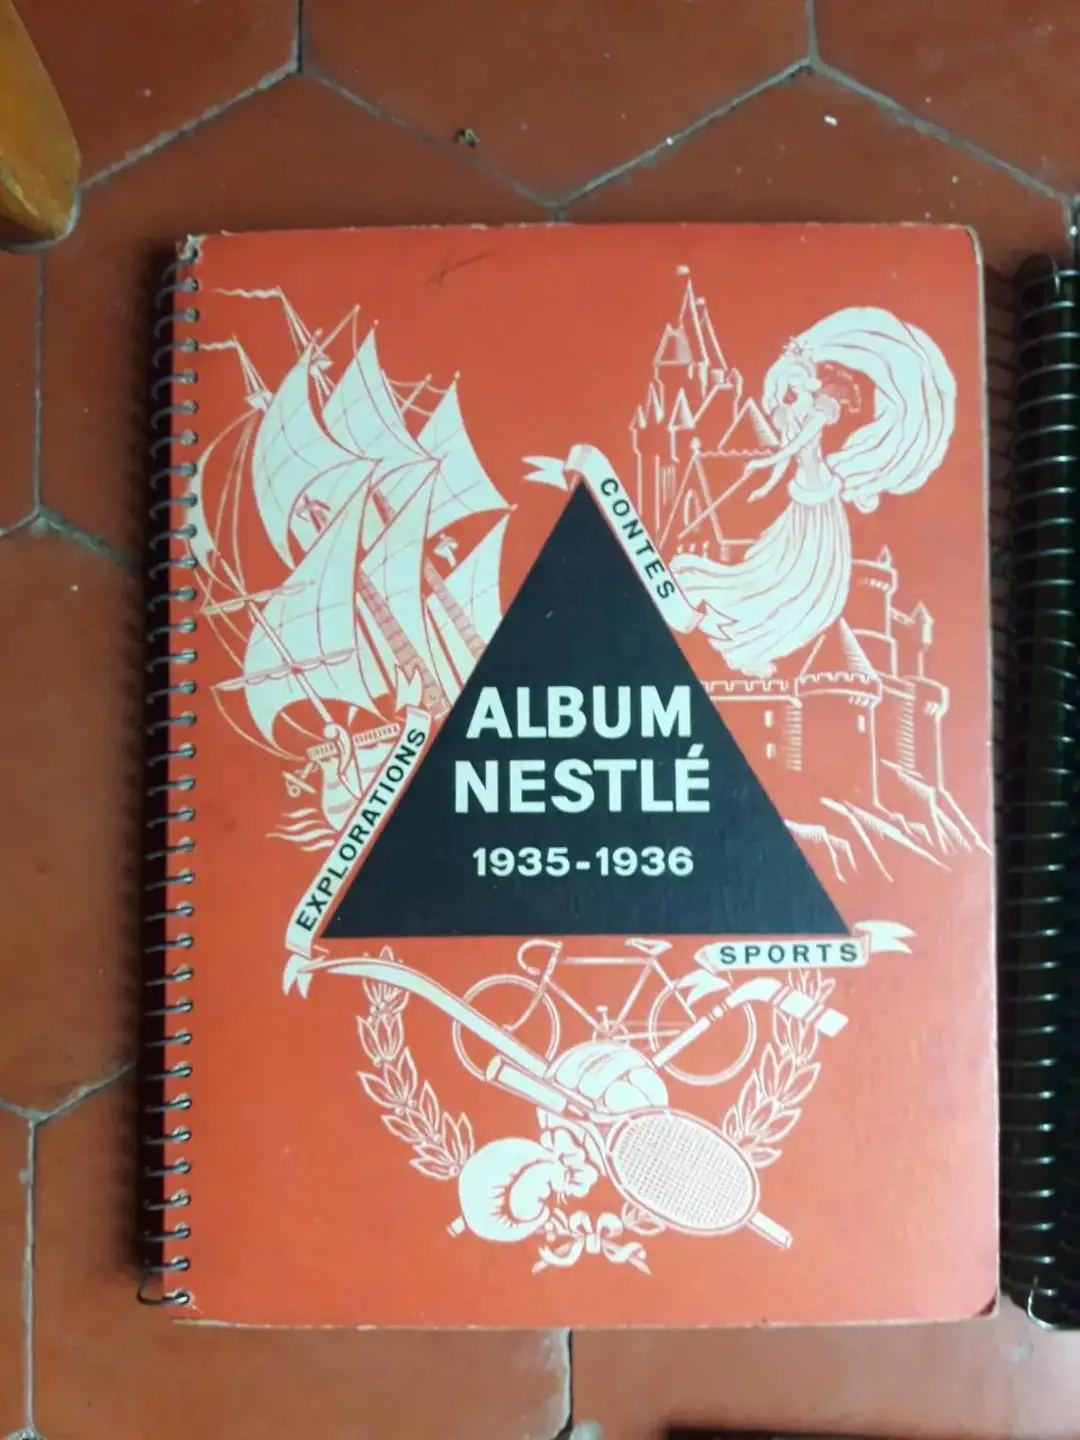 CONTES
EXPLORATIONS
ALBUM
NESTLÉ
1935-1936
SPORTS